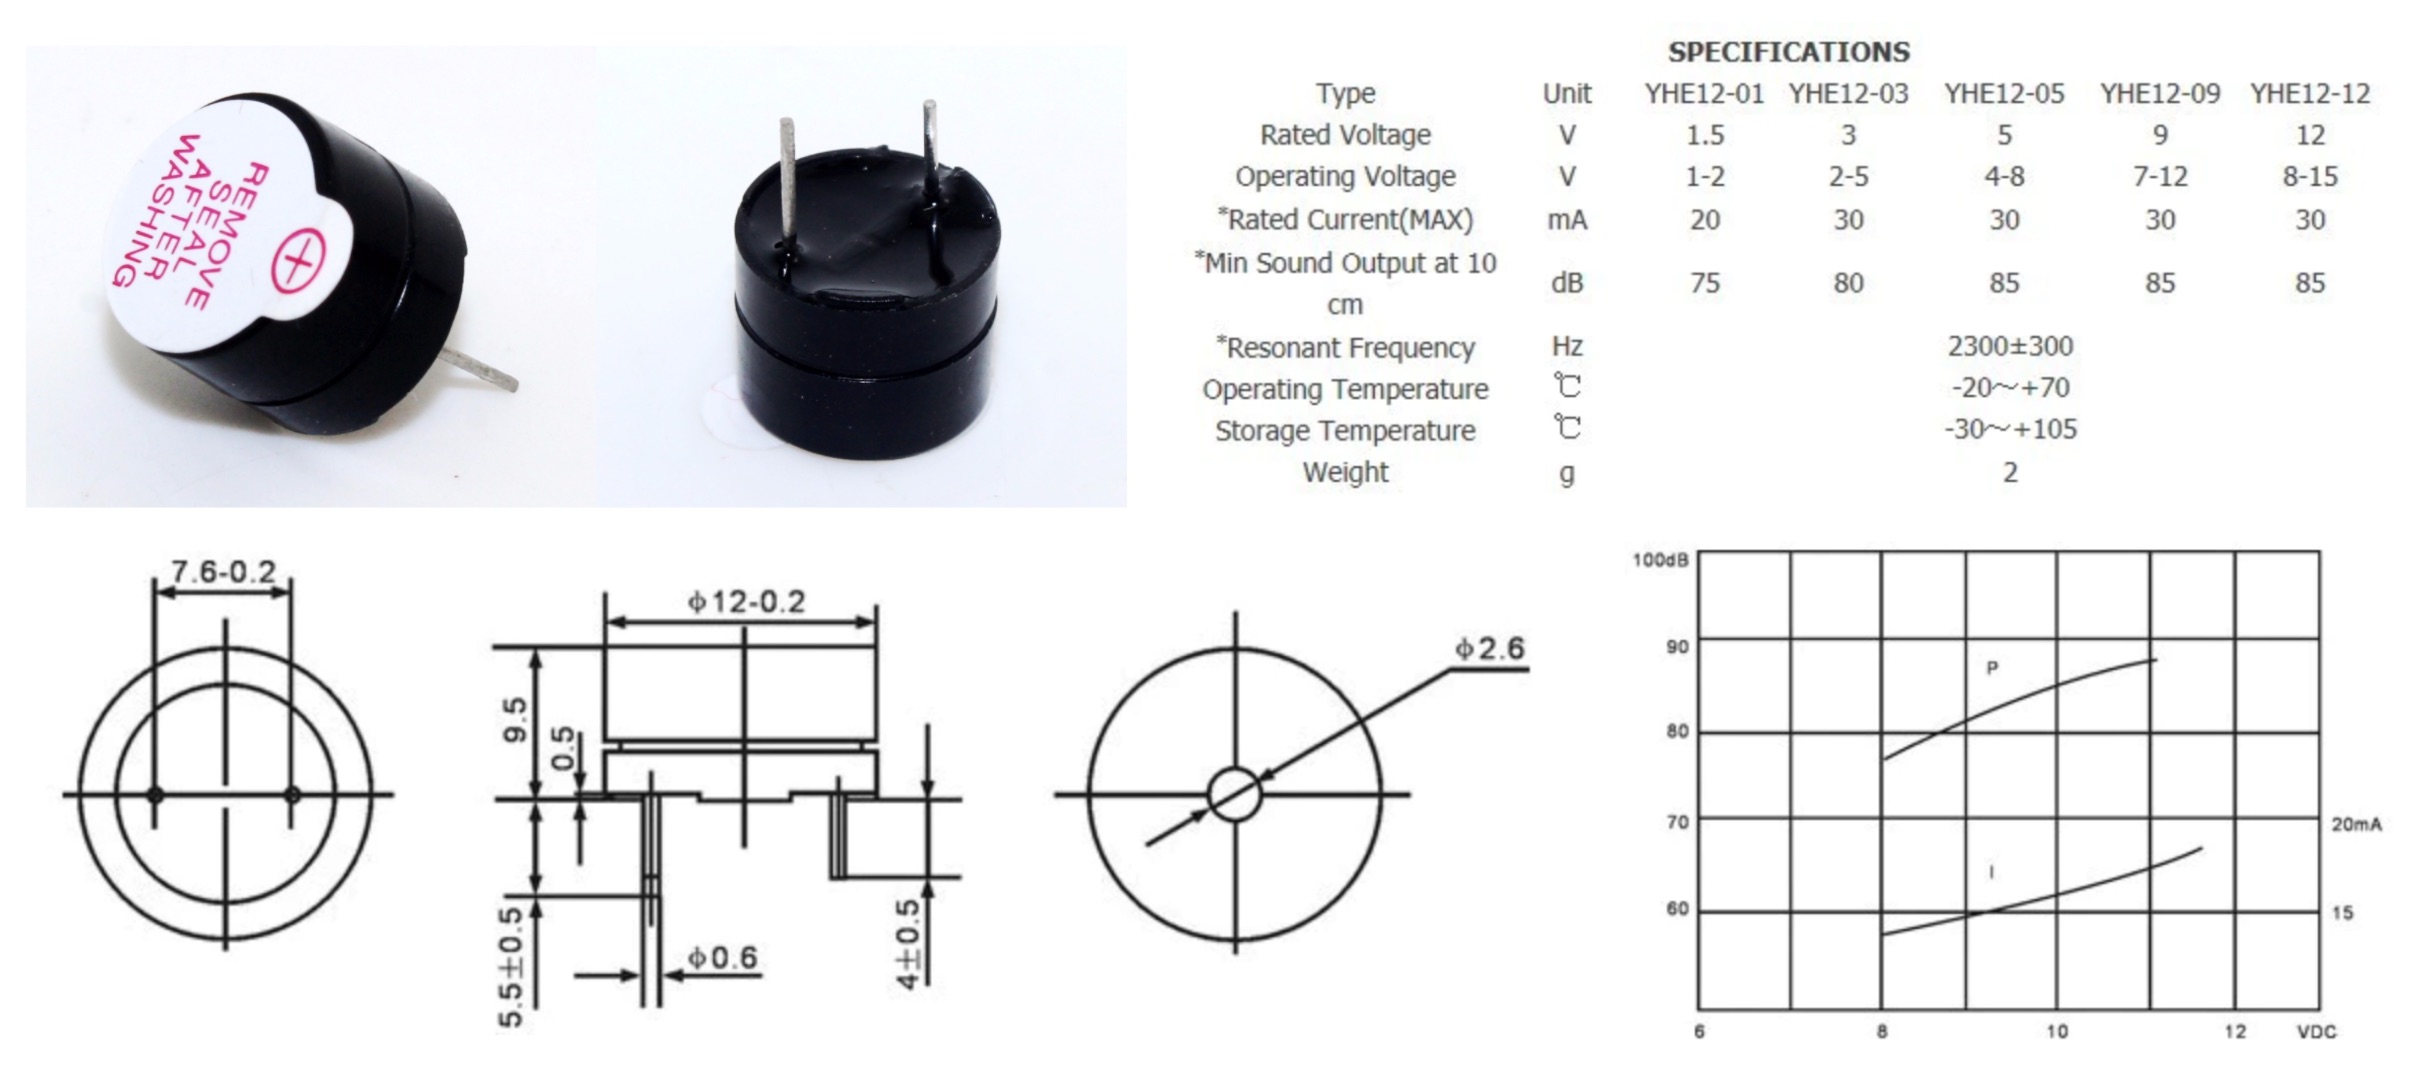 REMOVE
SEAL
AFTER
WASHING
+
SPECIFICATIONS
Type Unit YHE12-01 YHE12-03 YHE12-05 YHE12-09 YHE12-12
Rated Voltage V 1.5 3 5 9 12
Operating Voltage V 1-2 2-5 4-8 7-12 8-15
*Rated Current(MAX) mA 20 30 30 30 30
*Min Sound Output at 10
cm dB 75 80 85 85 85
*Resonant Frequency Hz 2300±300
Operating Temperature ℃ -20~+70
Storage Temperature ℃ -30~+105
Weight g 2
7.6-0.2
ϕ12-0.2
9.5
0.5
5.5±0.5
ϕ0.6
4±0.5
ϕ2.6
100dB
90
80
70
60
P
I
20mA
15
6 8 10 12 VDC